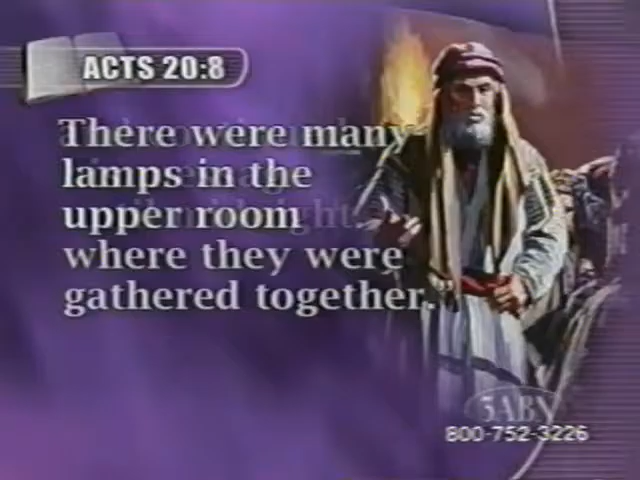 ACTS 20:8
There were many
lamps in the
upper room
where they were
gathered together.
3ABN
800-752-3226